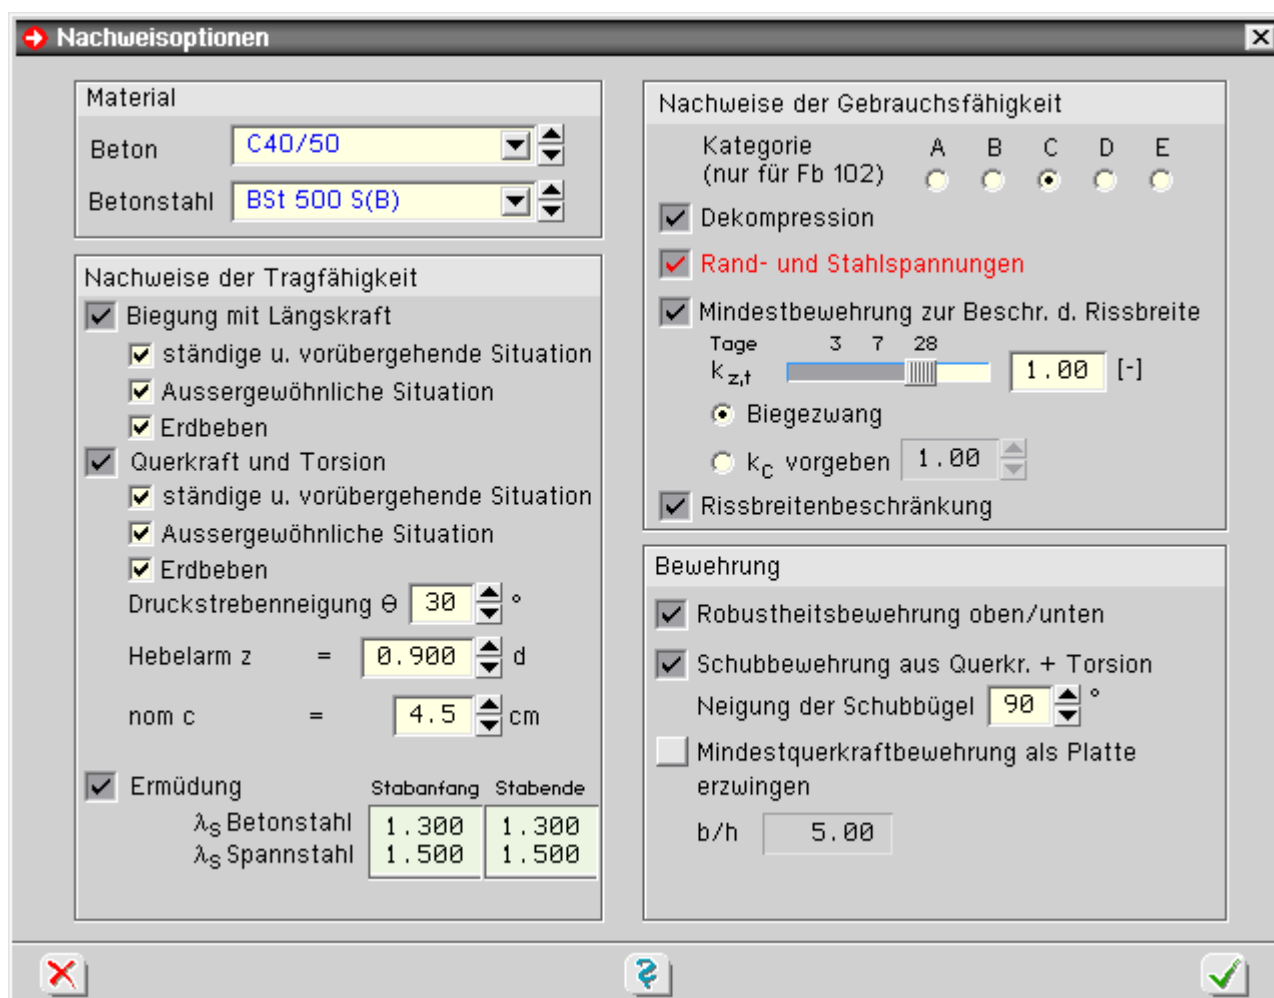 Nachweisoptionen
Material
Beton C40/50
Betonstahl BSt 500 S(B)
Nachweise der Tragfähigkeit
Biegung mit Längskraft
ständige u. vorübergehende Situation
Aussergewöhnliche Situation
Erdbeben
Querkraft und Torsion
ständige u. vorübergehende Situation
Aussergewöhnliche Situation
Erdbeben
Druckstrebenneigung Θ 30 °
Hebelarm z = 0.900 d
nom c = 4.5 cm
Ermüdung Stabanfang Stabende
λS Betonstahl 1.300 1.300
λS Spannstahl 1.500 1.500
Nachweise der Gebrauchsfähigkeit
Kategorie A B C D E
(nur für Fb 102)
Dekompression
Rand- und Stahlspannungen
Mindestbewehrung zur Beschr. d. Rissbreite
Tage 3 7 28
kz,t 1.00 [-]
Biegezwang
kc vorgeben 1.00
Rissbreitenbeschränkung
Bewehrung
Robustheitsbewehrung oben/unten
Schubbewehrung aus Querkr. + Torsion
Neigung der Schubbügel 90 °
Mindestquerkraftbewehrung als Platte
erzwingen
b/h 5.00